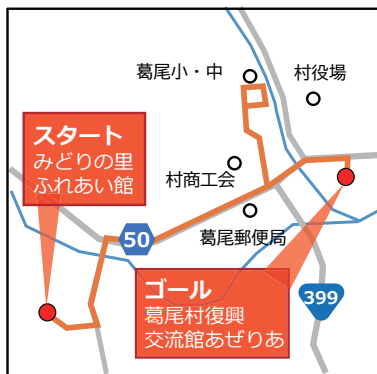 葛尾小・中
村役場
スタート
みどりの里
ふれあい館
村商工会
葛尾郵便局
50
ゴール
葛尾村復興
交流館あぜりあ
399